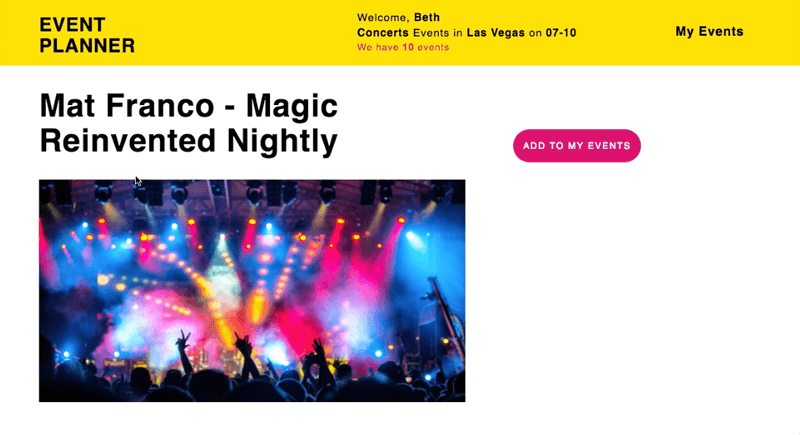 EVENT
PLANNER
Welcome, Beth
Concerts Events in Las Vegas on 07-10
We have 10 events
My Events
Mat Franco - Magic
Reinvented Nightly
ADD TO MY EVENTS